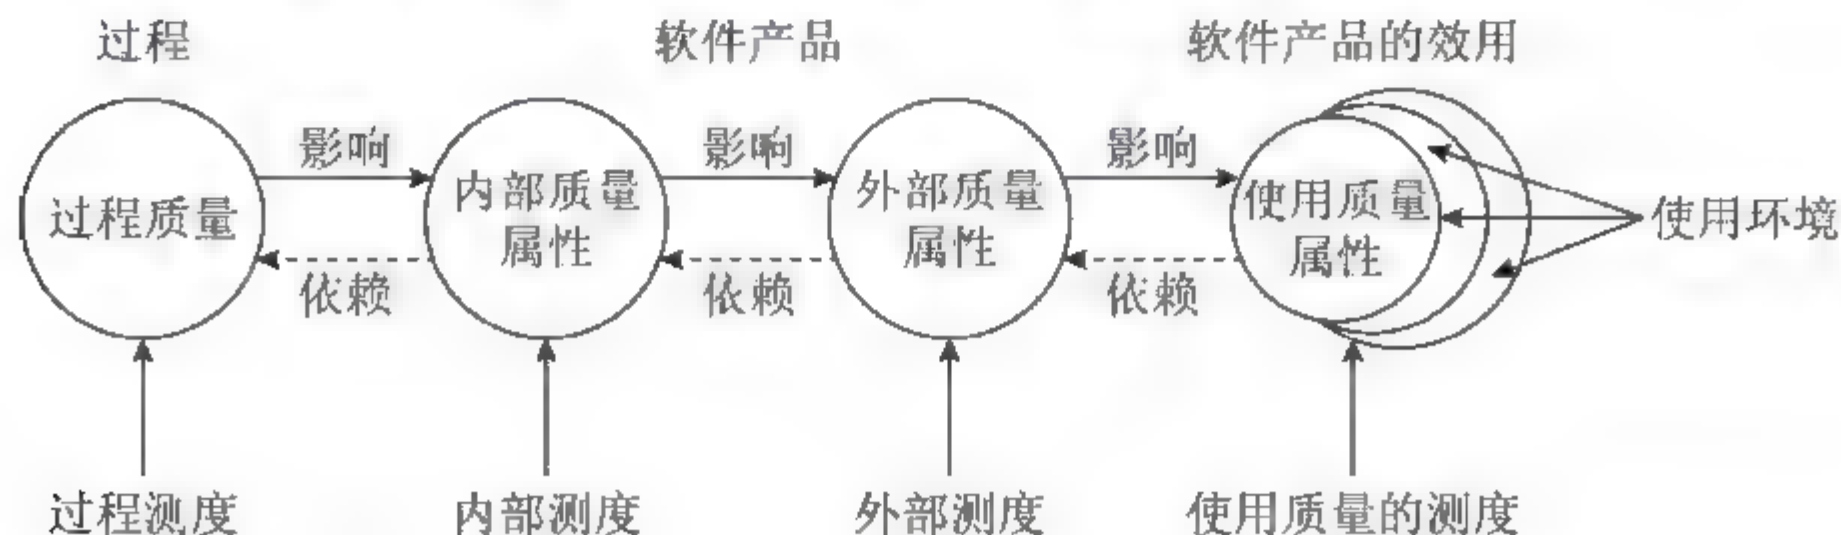 过程
软件产品
软件产品的效用
影响
影响
影响
过程质量
内部质量
属性
外部质量
属性
使用质量
属性
使用环境
依赖
依赖
依赖
过程测度
内部测度
外部测度
使用质量的测度